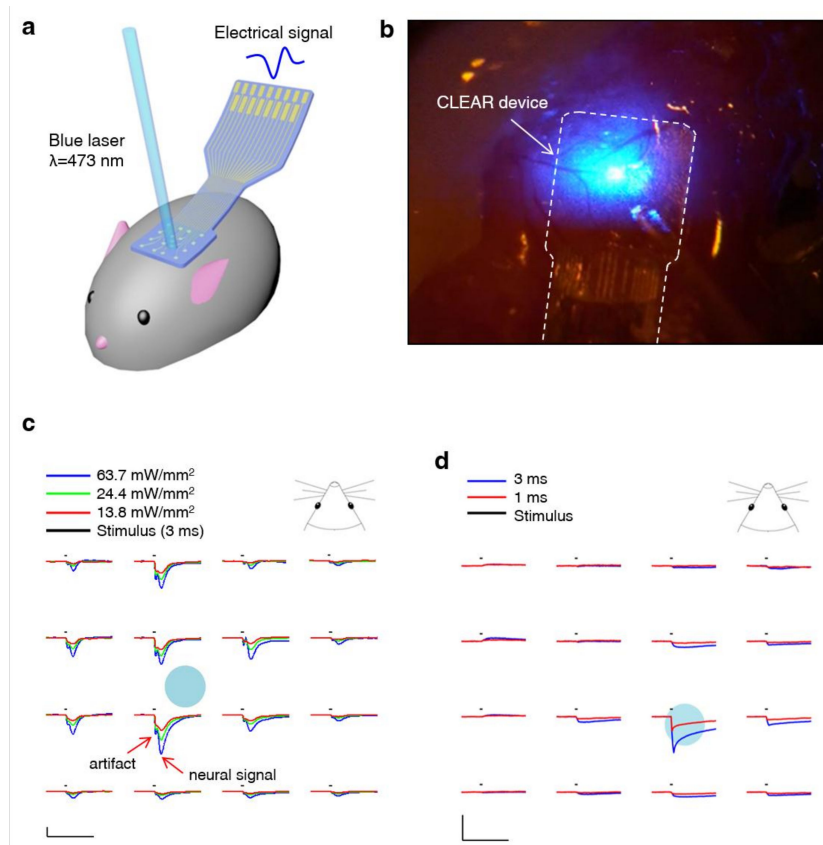 a
Electrical signal
Blue laser
λ=473 nm
b
CLEAR device
c
63.7 mW/mm²
24.4 mW/mm²
13.8 mW/mm²
Stimulus (3 ms)
artifact
neural signal
d
3 ms
1 ms
Stimulus